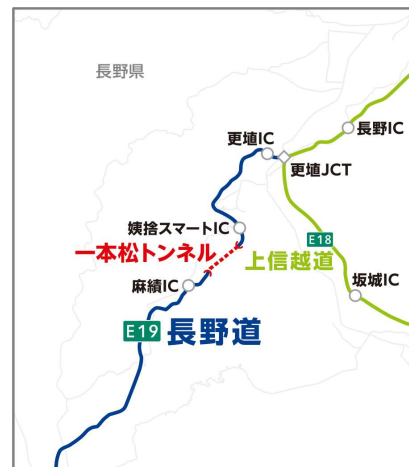 長野県
更埴IC
長野IC
更埴JCT
姨捨スマートIC
一本松トンネル
E18
上信越道
麻績IC
坂城IC
E19 長野道